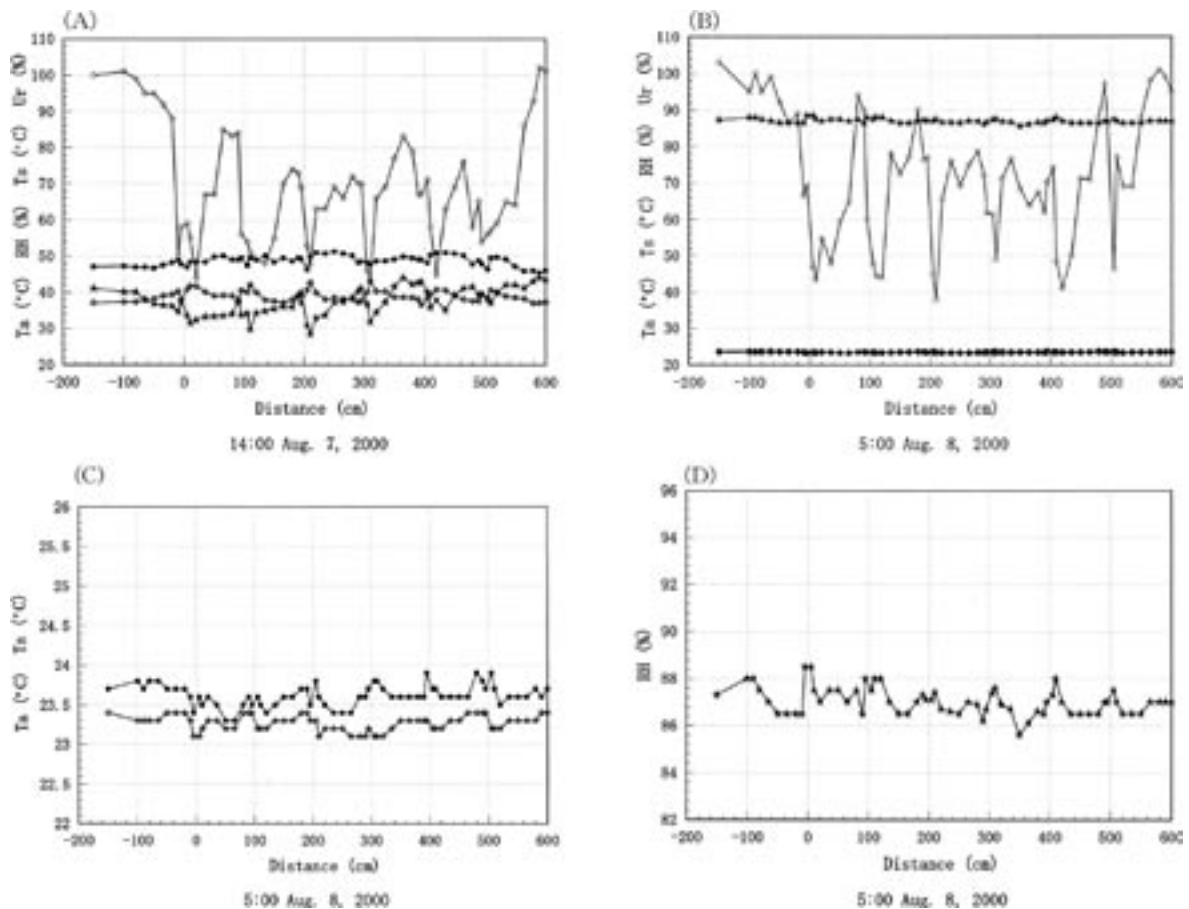 (A)
Ta (°C) RH (%) Ts (°C) Ur (%)
110
100
90
80
70
60
50
40
30
20
-200 -100 0 100 200 300 400 500 600
Distance (cm)
14:00 Aug. 7, 2000
(B)
Ta (°C) Ts (°C) RH (%) Ur (%)
110
100
90
80
70
60
50
40
30
20
-200 -100 0 100 200 300 400 500 600
Distance (cm)
5:00 Aug. 8, 2000
(C)
Ta (°C) Ts (°C)
26
25.5
25
24.5
24
23.5
23
22.5
22
-200 -100 0 100 200 300 400 500 600
Distance (cm)
5:00 Aug. 8, 2000
(D)
RH (%)
96
94
92
90
88
86
84
82
-200 -100 0 100 200 300 400 500 600
Distance (cm)
5:00 Aug. 8, 2000